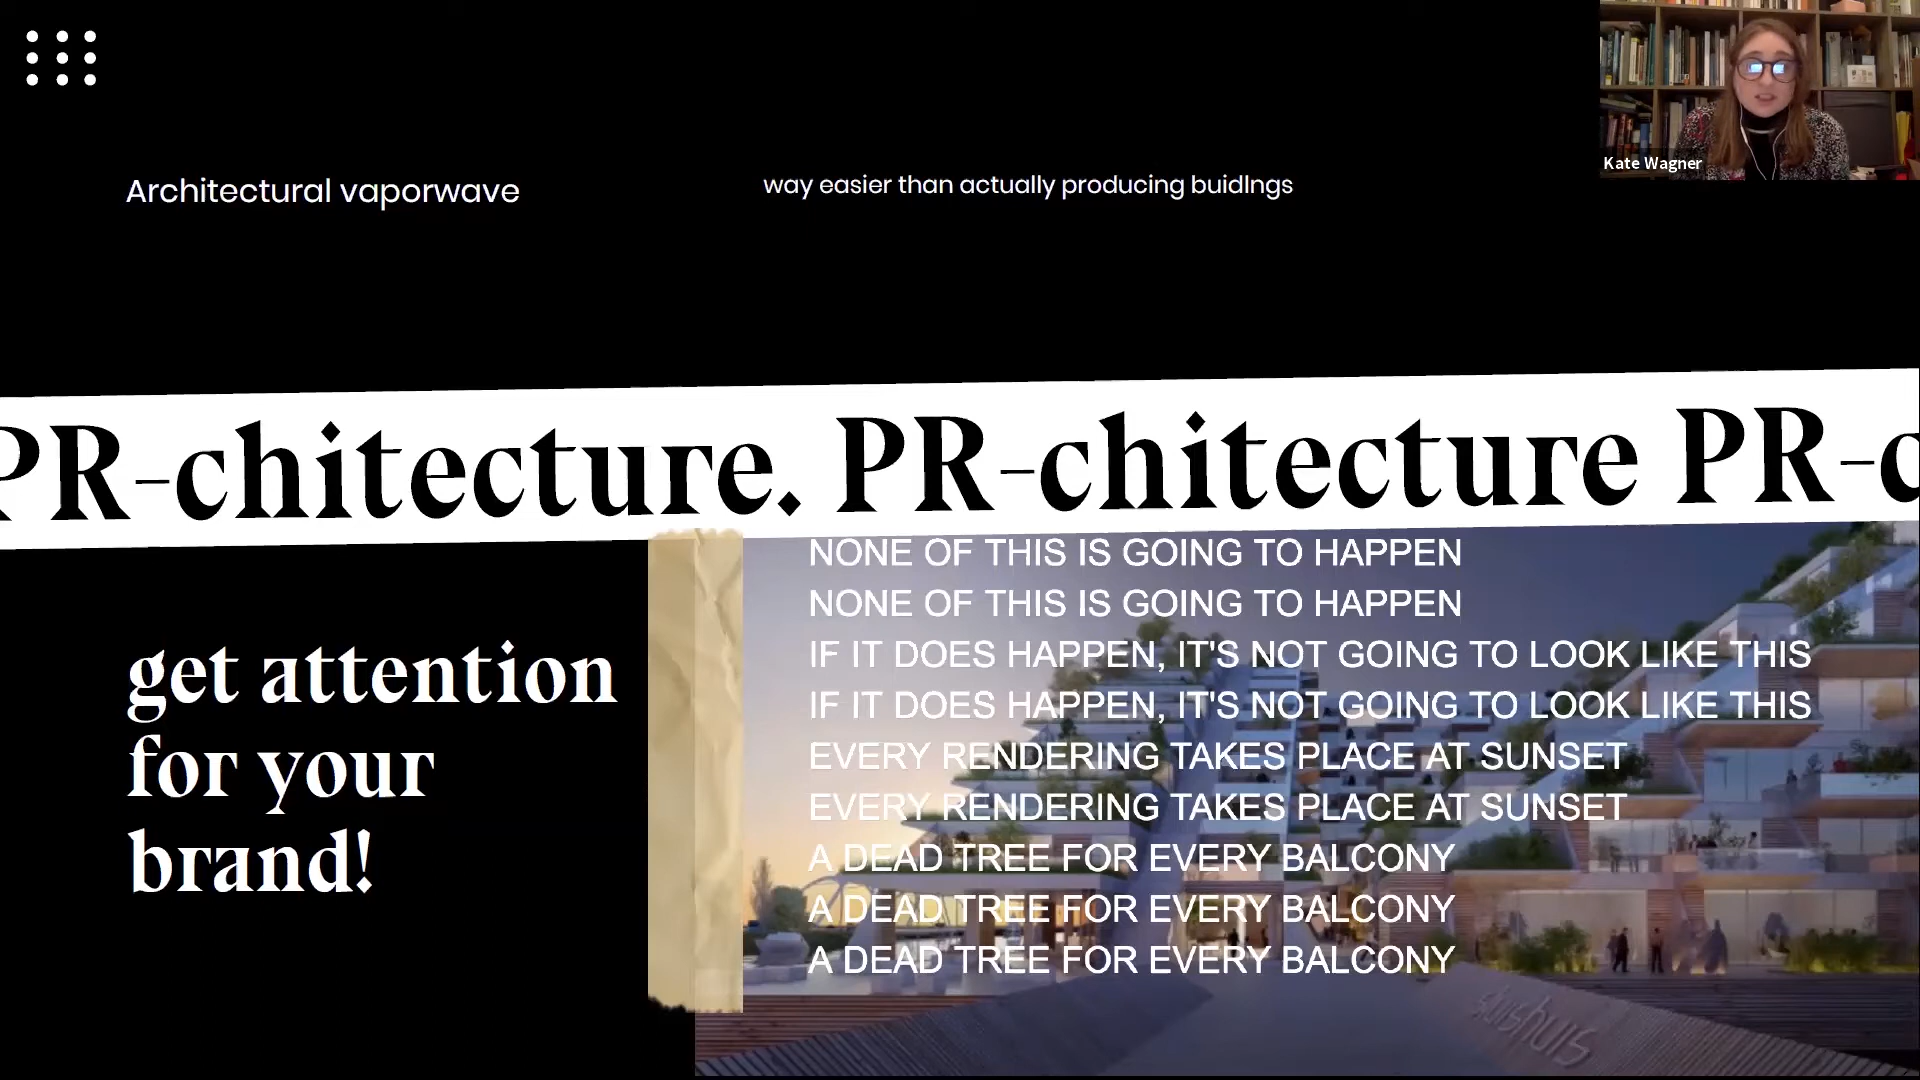 Kate Wagner
Architectural vaporwave
way easier than actually producing buidlngs
PR-chitecture. PR-chitecture PR-c
NONE OF THIS IS GOING TO HAPPEN
NONE OF THIS IS GOING TO HAPPEN
IF IT DOES HAPPEN, IT'S NOT GOING TO LOOK LIKE THIS
IF IT DOES HAPPEN, IT'S NOT GOING TO LOOK LIKE THIS
EVERY RENDERING TAKES PLACE AT SUNSET
EVERY RENDERING TAKES PLACE AT SUNSET
A DEAD TREE FOR EVERY BALCONY
A DEAD TREE FOR EVERY BALCONY
A DEAD TREE FOR EVERY BALCONY
get attention
for your
brand!
sluishuis